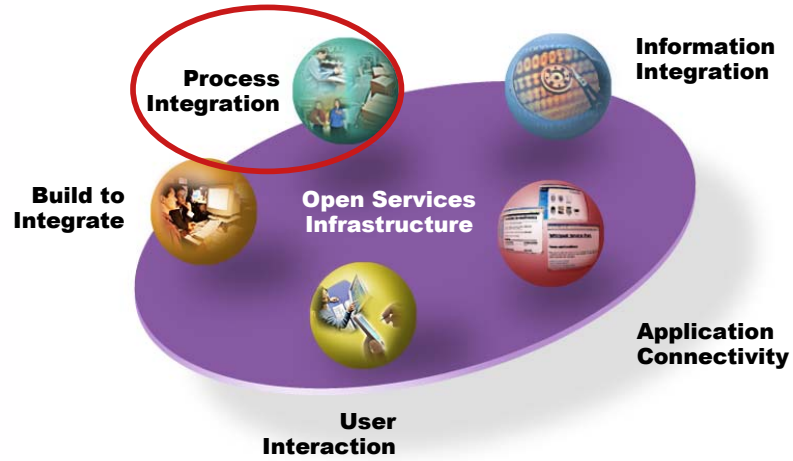 Process
Integration
Information
Integration
Build to
Integrate
Open Services
Infrastructure
Application
Connectivity
User
Interaction